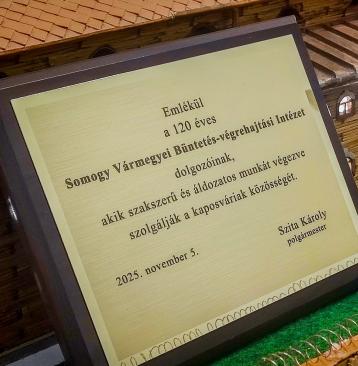 Emlékül
a 120 éves
Somogy Vármegyei Büntetés-végrehajtási Intézet
dolgozóinak,
akik szakszerű és áldozatos munkát végezve
szolgálják a kaposváriak közösségét.
2025. november 5.
Szita Károly
polgármester